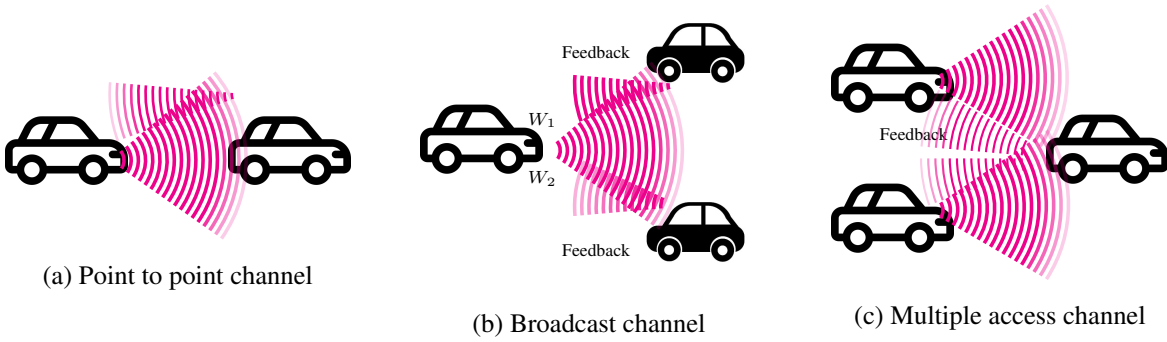 (a) Point to point channel
Feedback
W1
W2
Feedback
(b) Broadcast channel
Feedback
(c) Multiple access channel